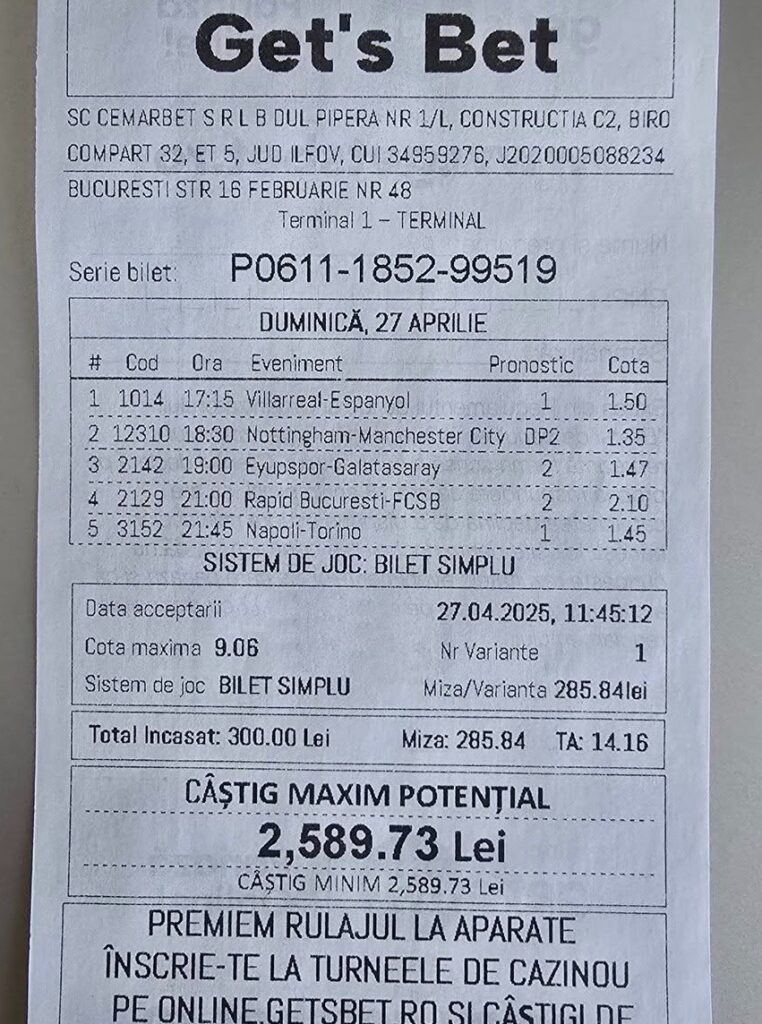 Get's Bet
SC CEMARBET S R L B DUL PIPERA NR 1/L, CONSTRUCTIA C2, BIRO
COMPART 32, ET 5, JUD ILFOV, CUI 34959276, J2020005088234
BUCURESTI STR 16 FEBRUARIE NR 48
Terminal 1 – TERMINAL
Serie bilet: P0611-1852-99519
DUMINICĂ, 27 APRILIE
# Cod Ora Eveniment Pronostic Cota
1 1014 17:15 Villarreal-Espanyol 1 1.50
2 12310 18:30 Nottingham-Manchester City DP2 1.35
3 2142 19:00 Eyupspor-Galatasaray 2 1.47
4 2129 21:00 Rapid Bucuresti-FCSB 2 2.10
5 3152 21:45 Napoli-Torino 1 1.45
SISTEM DE JOC: BILET SIMPLU
Data acceptarii 27.04.2025, 11:45:12
Cota maxima 9.06 Nr Variante 1
Sistem de joc BILET SIMPLU Miza/Varianta 285.84lei
Total Incasat: 300.00 Lei Miza: 285.84 TA: 14.16
CÂȘTIG MAXIM POTENȚIAL
2,589.73 Lei
CÂȘTIG MINIM 2,589.73 Lei
PREMIEM RULAJUL LA APARATE
ÎNSCRIE-TE LA TURNEELE DE CAZINOU
PE ONLINE.GETSBET.RO SI CÂȘTIGI DE